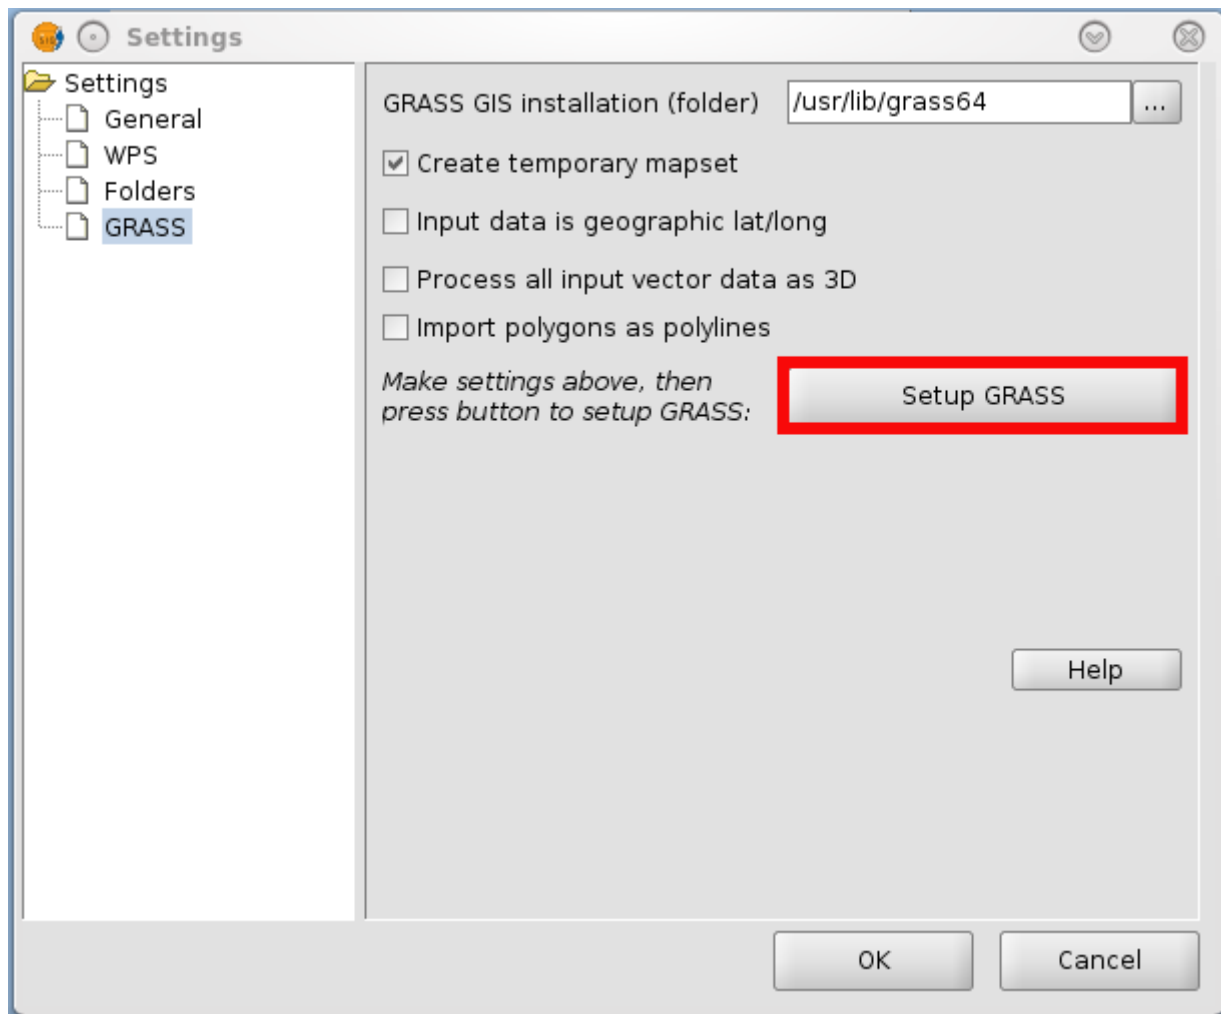 Settings
Settings
General
WPS
Folders
GRASS
GRASS GIS installation (folder) /usr/lib/grass64 ...
Create temporary mapset
Input data is geographic lat/long
Process all input vector data as 3D
Import polygons as polylines
Make settings above, then
press button to setup GRASS:
Setup GRASS
Help
OK Cancel